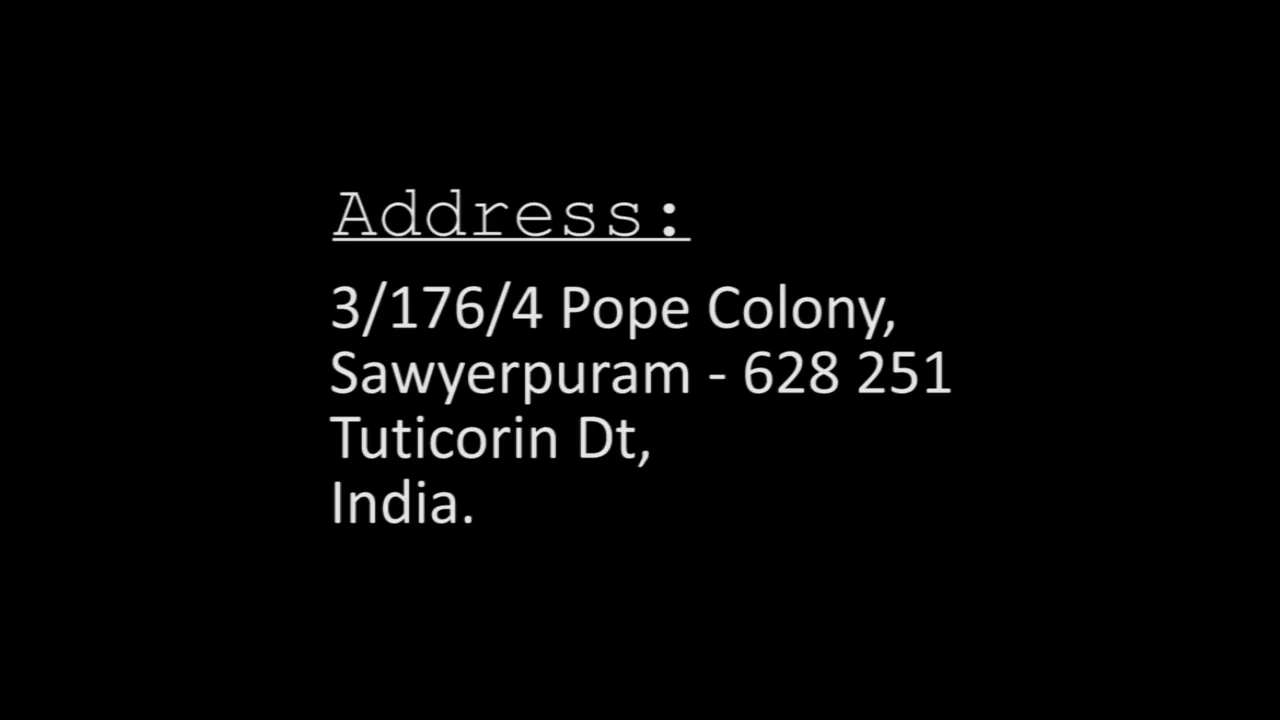 Address:
3/176/4 Pope Colony,
Sawyerpuram - 628 251
Tuticorin Dt,
India.